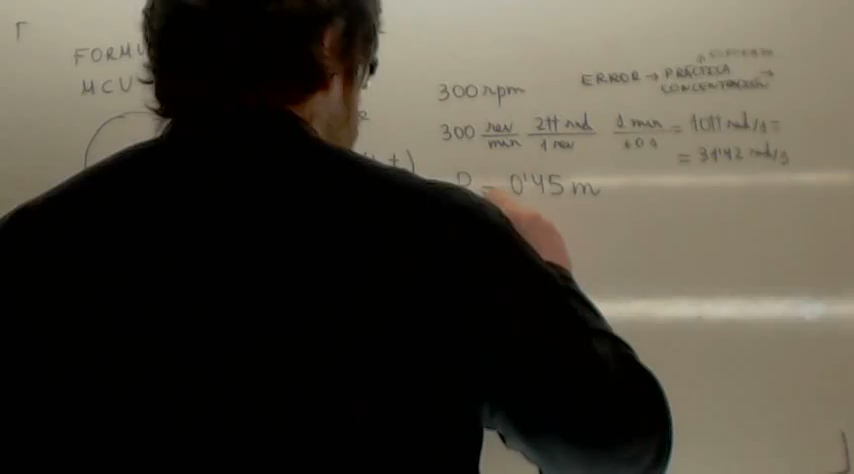 FORMU
MCU
300 rpm
ERROR → PRÁCTICA →
CONCENTRACIÓN
300 rev/min 2π rad/1 rev 1 min/60 s = 10π rad/s =
= 31'42 rad/s
R = 0'45 m